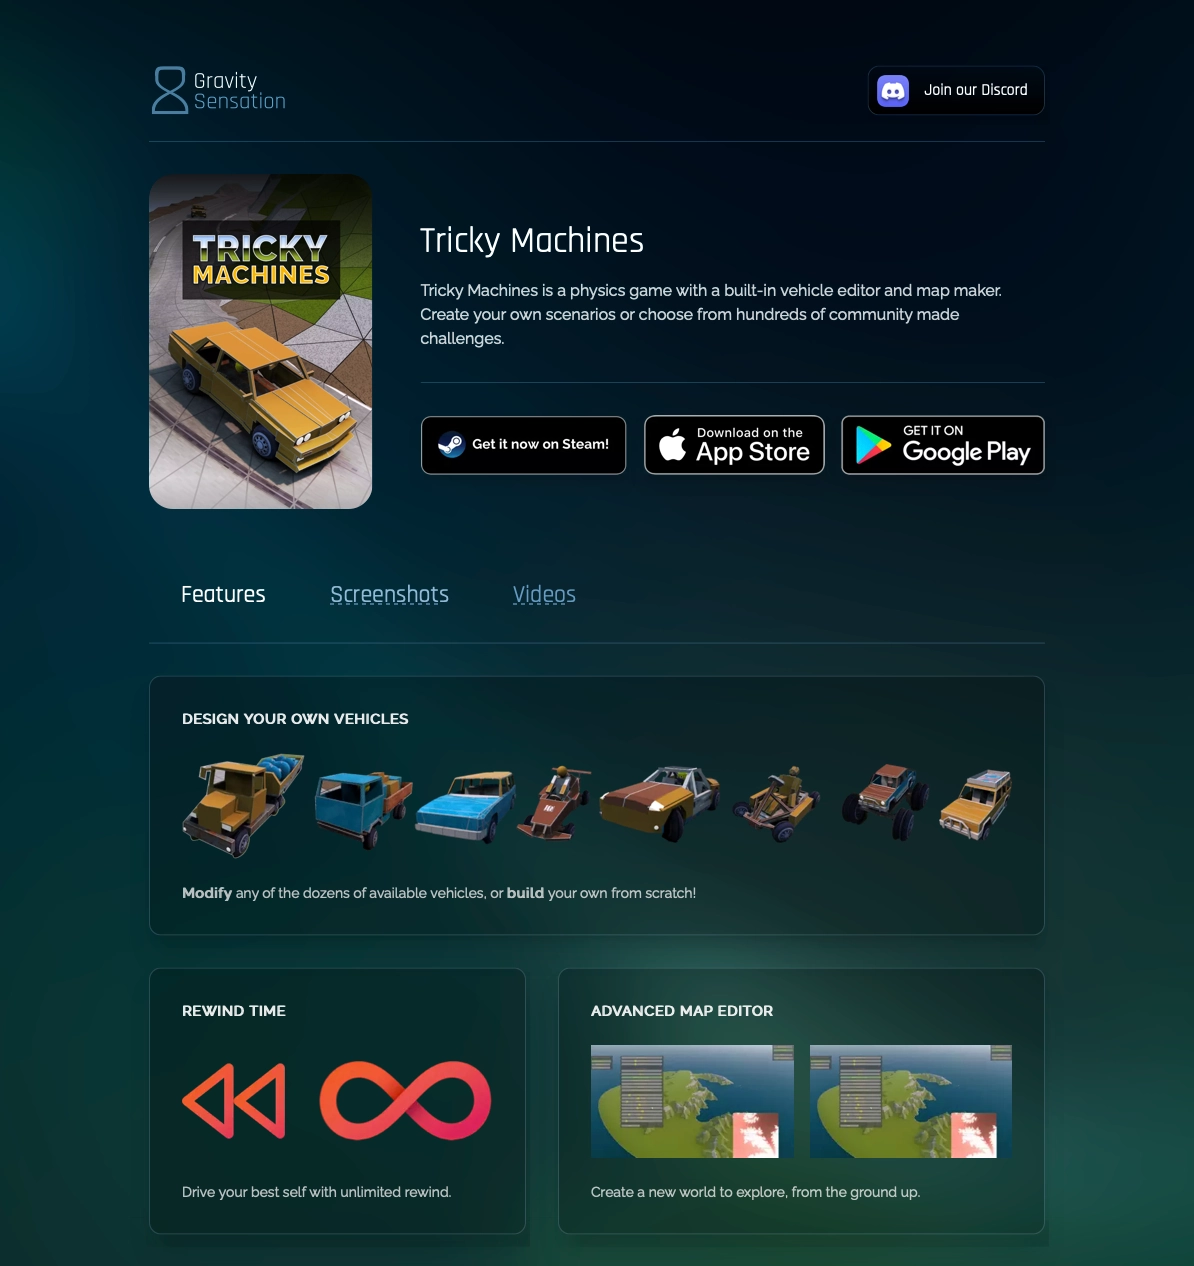 Gravity
Sensation
Join our Discord
TRICKY
MACHINES
Tricky Machines
Tricky Machines is a physics game with a built-in vehicle editor and map maker.
Create your own scenarios or choose from hundreds of community made
challenges.
Get it now on Steam!
Download on the
App Store
GET IT ON
Google Play
Features
Screenshots
Videos
DESIGN YOUR OWN VEHICLES
Modify any of the dozens of available vehicles, or build your own from scratch!
REWIND TIME
ADVANCED MAP EDITOR
Drive your best self with unlimited rewind.
Create a new world to explore, from the ground up.